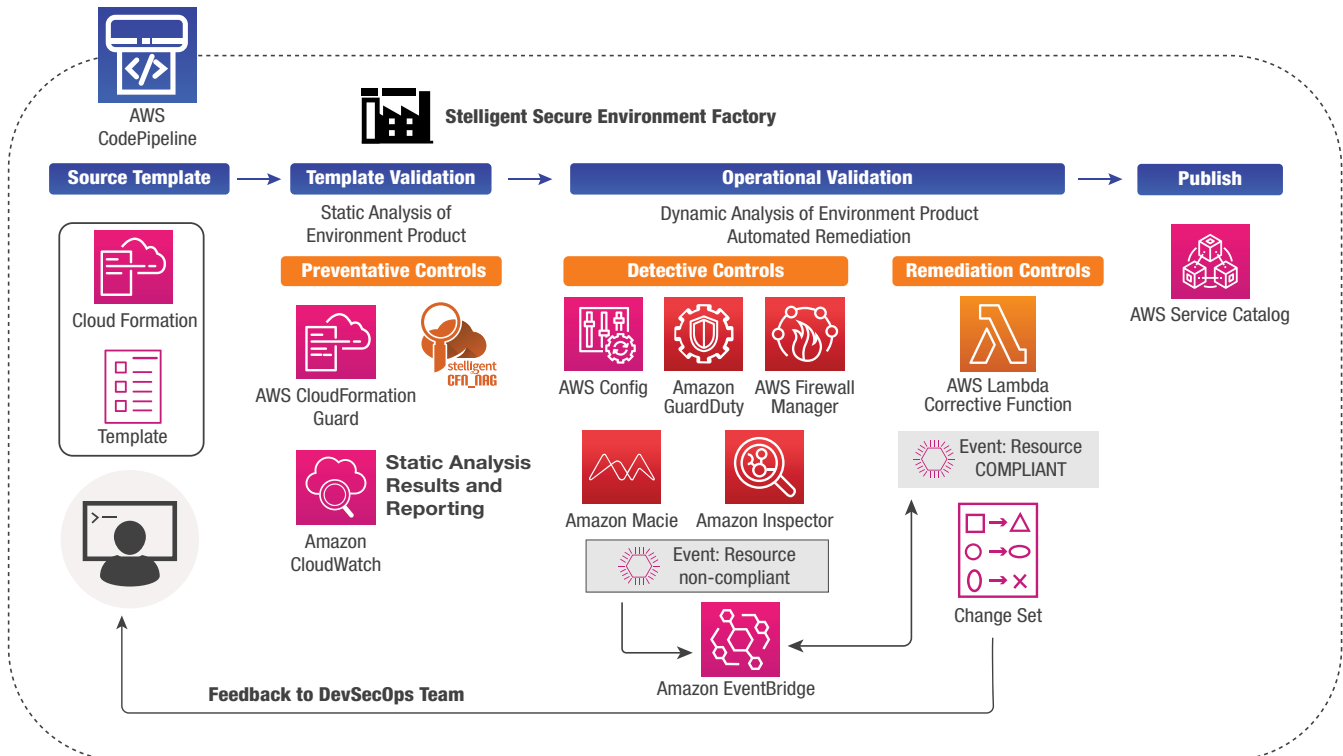 AWS
CodePipeline
Stelligent Secure Environment Factory
Source Template
Template Validation
Operational Validation
Publish
Static Analysis of
Environment Product
Dynamic Analysis of Environment Product
Automated Remediation
Preventative Controls
Detective Controls
Remediation Controls
Cloud Formation
Template
AWS CloudFormation
Guard
stelligent
CFN_NAG
Static Analysis
Results and
Reporting
Amazon
CloudWatch
AWS Config
Amazon
GuardDuty
AWS Firewall
Manager
Amazon Macie
Amazon Inspector
Event: Resource
non-compliant
Amazon EventBridge
AWS Lambda
Corrective Function
Event: Resource
COMPLIANT
Change Set
AWS Service Catalog
Feedback to DevSecOps Team